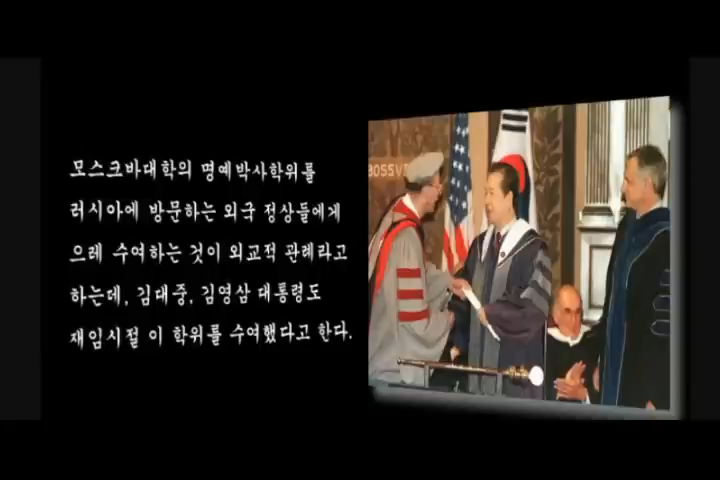 모스크바대학의 명예박사학위를
러시아에 방문하는 외국 정상들에게
으레 수여하는 것이 외교적 관례라고
하는데, 김대중, 김영삼 대통령도
재임시절 이 학위를 수여했다고 한다.